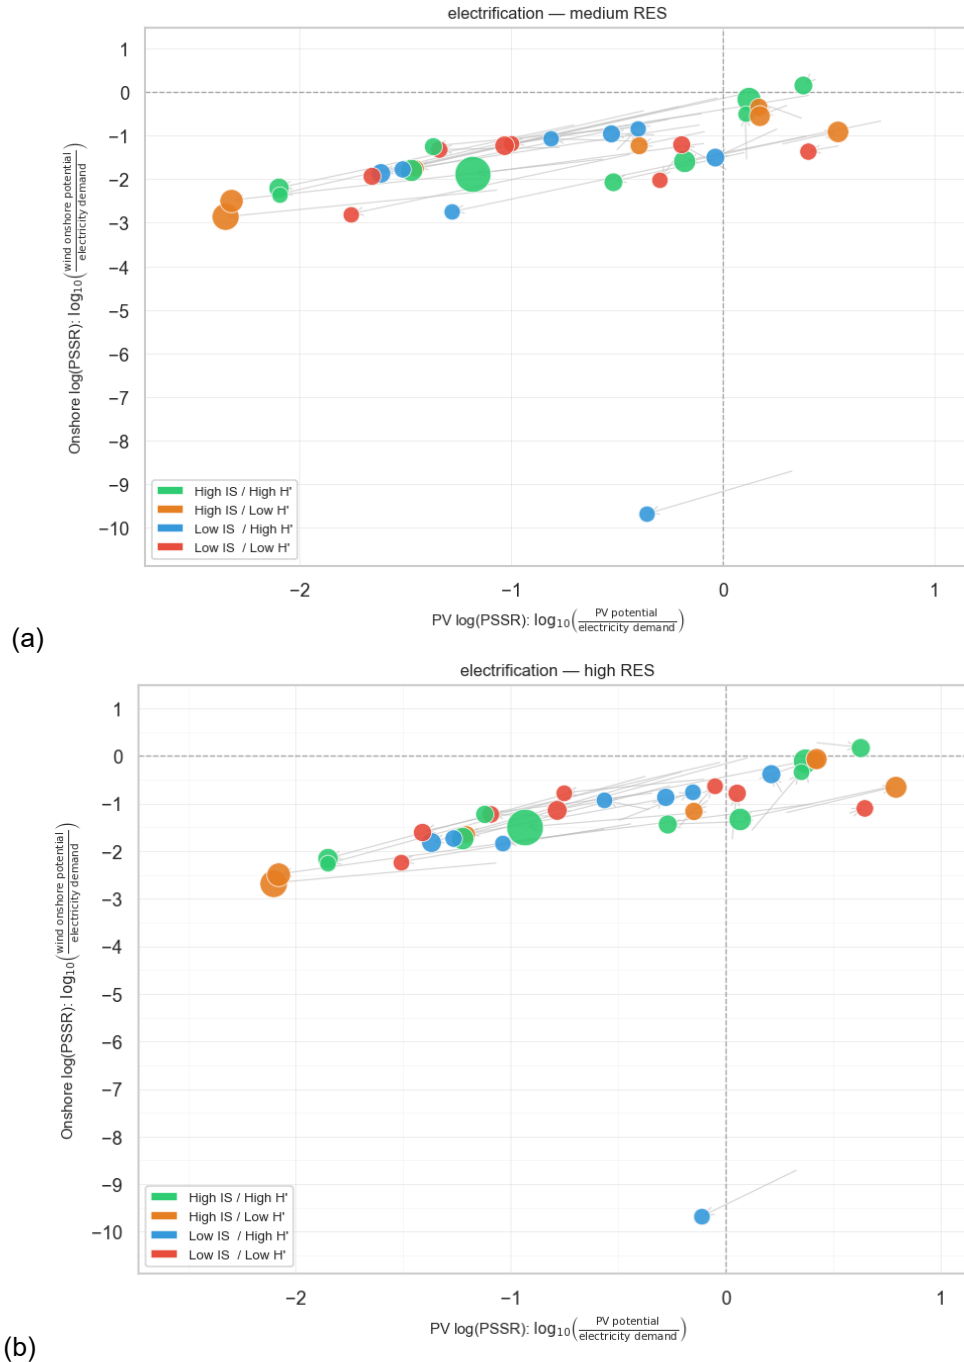 electrification — medium RES
1
0
−1
−2
−3
−4
−5
−6
−7
−8
−9
−10
Onshore log(PSSR): log10(wind onshore potential / electricity demand)
High IS / High H'
High IS / Low H'
Low IS / High H'
Low IS / Low H'
−2 −1 0 1
PV log(PSSR): log10(PV potential / electricity demand)
(a)
electrification — high RES
1
0
−1
−2
−3
−4
−5
−6
−7
−8
−9
−10
Onshore log(PSSR): log10(wind onshore potential / electricity demand)
High IS / High H'
High IS / Low H'
Low IS / High H'
Low IS / Low H'
−2 −1 0 1
PV log(PSSR): log10(PV potential / electricity demand)
(b)